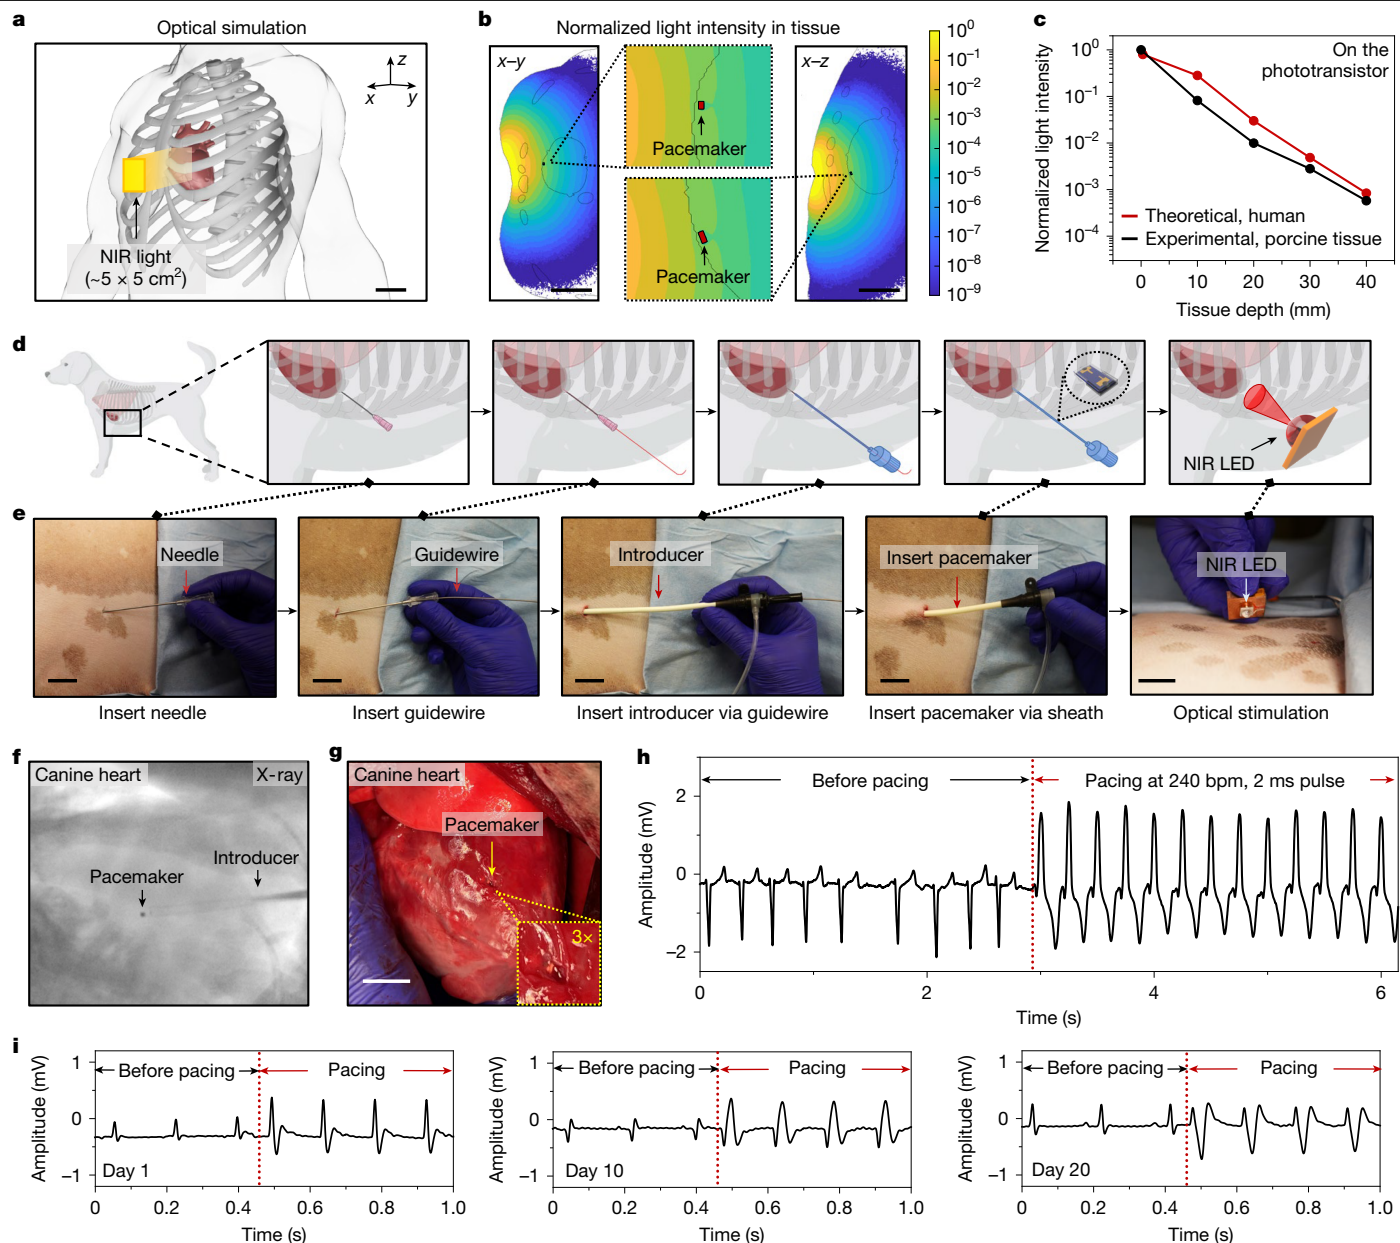 a
Optical simulation
z
x
y
NIR light
(~5 × 5 cm²)
b
Normalized light intensity in tissue
x–y
Pacemaker
Pacemaker
x–z
10⁰
10⁻¹
10⁻²
10⁻³
10⁻⁴
10⁻⁵
10⁻⁶
10⁻⁷
10⁻⁸
10⁻⁹
c
On the
phototransistor
Normalized light intensity
10⁰
10⁻¹
10⁻²
10⁻³
10⁻⁴
Theoretical, human
Experimental, porcine tissue
0 10 20 30 40
Tissue depth (mm)
d
NIR LED
e
Needle
Guidewire
Introducer
Insert pacemaker
NIR LED
Insert needle
Insert guidewire
Insert introducer via guidewire
Insert pacemaker via sheath
Optical stimulation
f
Canine heart
X-ray
Pacemaker
Introducer
g
Canine heart
Pacemaker
3×
h
Before pacing
Pacing at 240 bpm, 2 ms pulse
Amplitude (mV)
2
0
−2
0 2 4 6
Time (s)
i
Amplitude (mV)
1
0
−1
Before pacing
Pacing
Day 1
0 0.2 0.4 0.6 0.8 1.0
Time (s)
Amplitude (mV)
1
0
−1
Before pacing
Pacing
Day 10
0 0.2 0.4 0.6 0.8 1.0
Time (s)
Amplitude (mV)
1
0
−1
Before pacing
Pacing
Day 20
0 0.2 0.4 0.6 0.8 1.0
Time (s)